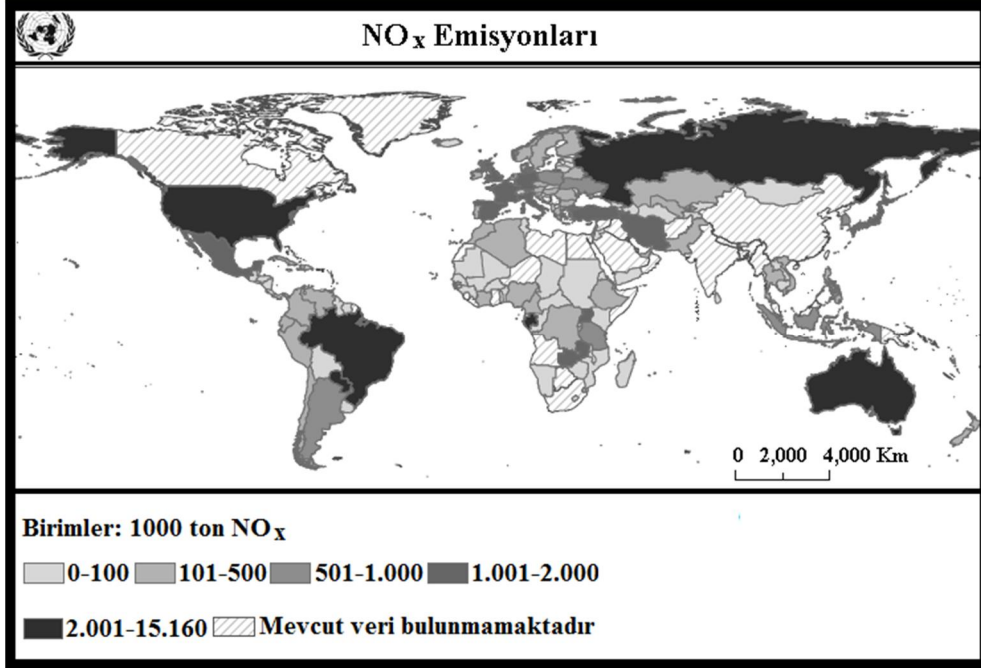 NOx Emisyonları
0 2,000 4,000 Km
Birimler: 1000 ton NOx
0-100 101-500 501-1.000 1.001-2.000
2.001-15.160 Mevcut veri bulunmamaktadır